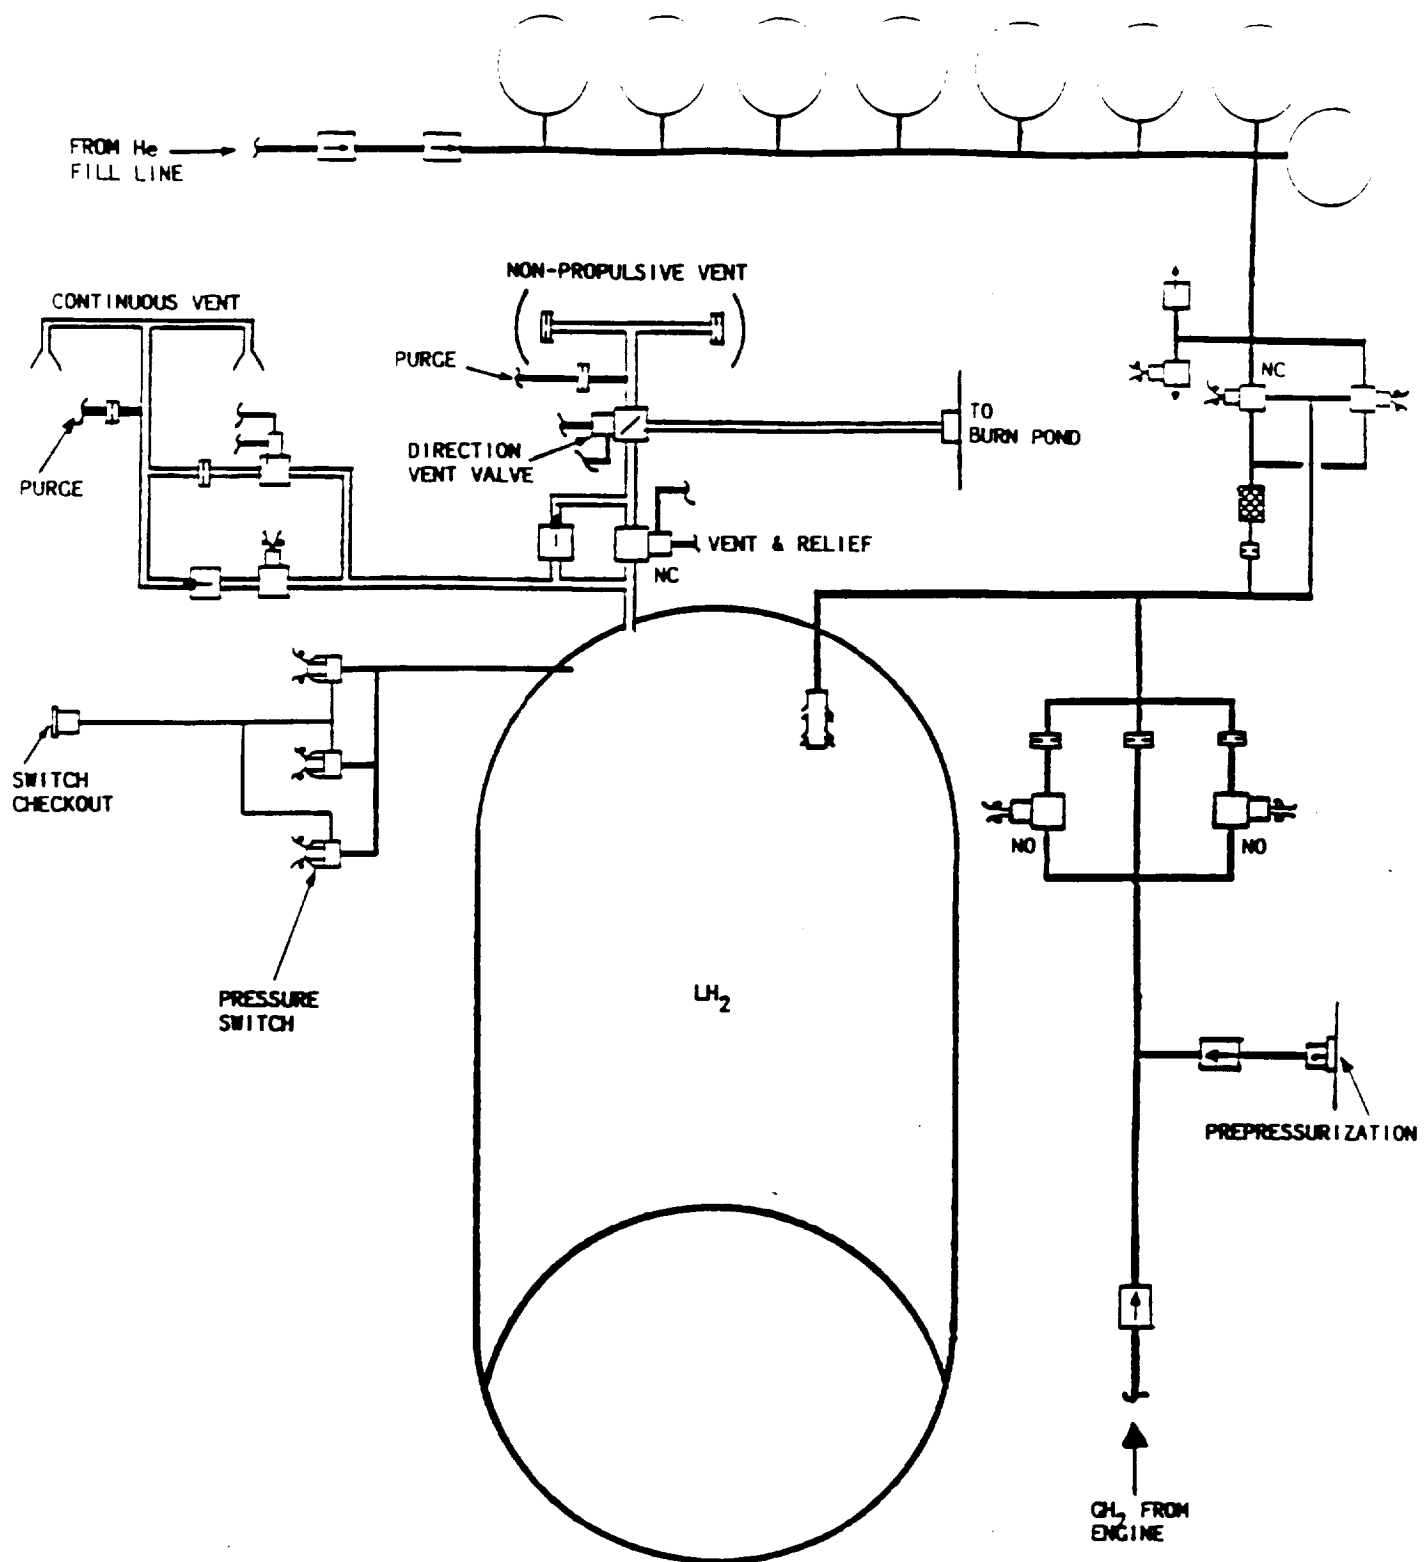 FROM He
FILL LINE
NON-PROPULSIVE VENT
CONTINUOUS VENT
PURGE
NC
TO
BURN POND
DIRECTION
VENT VALVE
PURGE
VENT & RELIEF
NC
SWITCH
CHECKOUT
NO
NO
PRESSURE
SWITCH
LH2
PREPRESSURIZATION
GH2 FROM
ENGINE